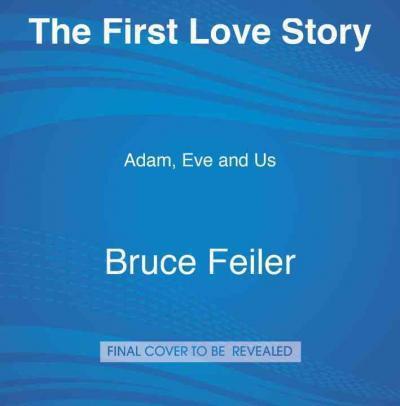 The First Love Story
Adam, Eve and Us
Bruce Feiler
FINAL COVER TO BE REVEALED